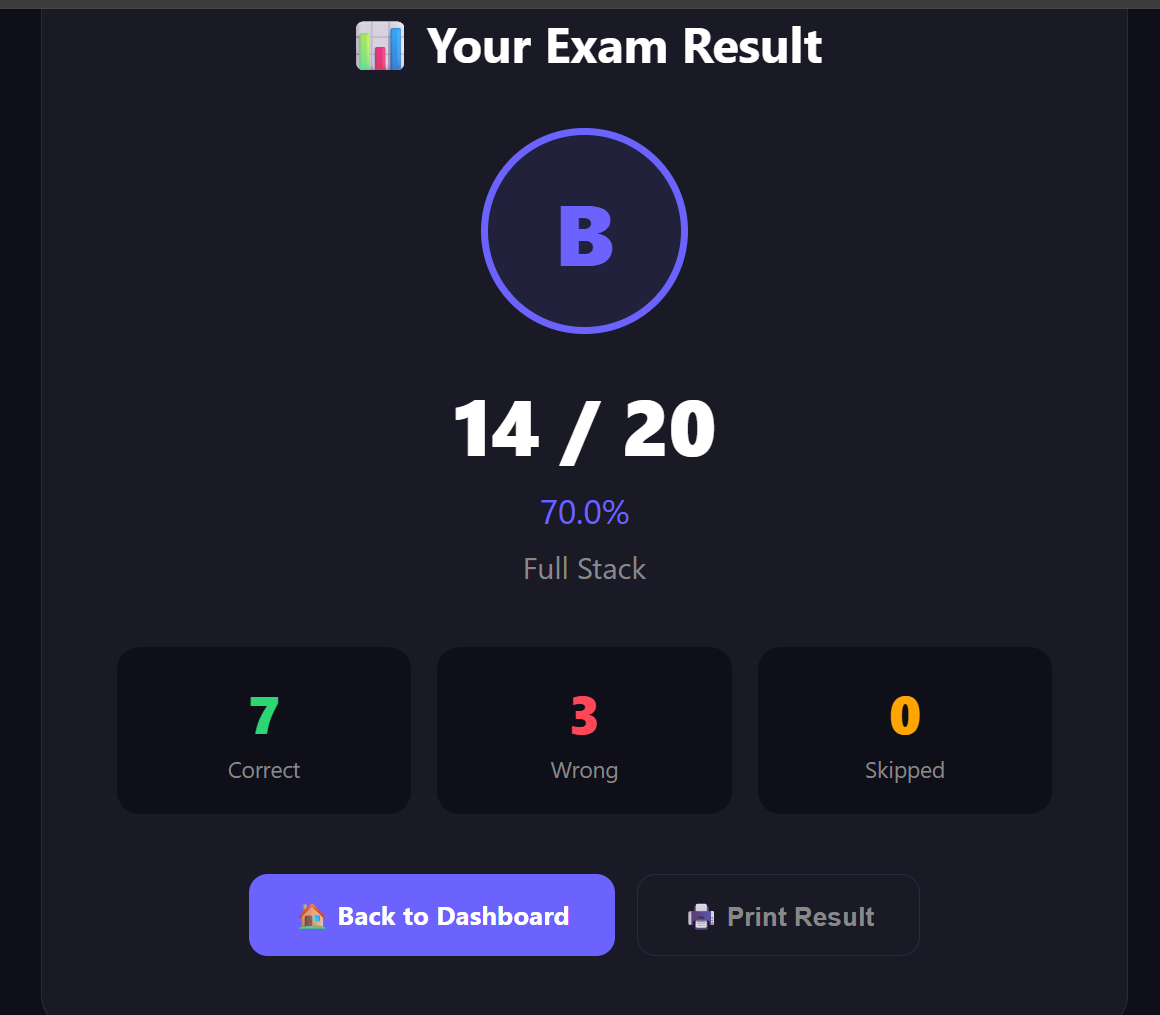 Your Exam Result
B
14 / 20
70.0%
Full Stack
7
Correct
3
Wrong
0
Skipped
Back to Dashboard
Print Result